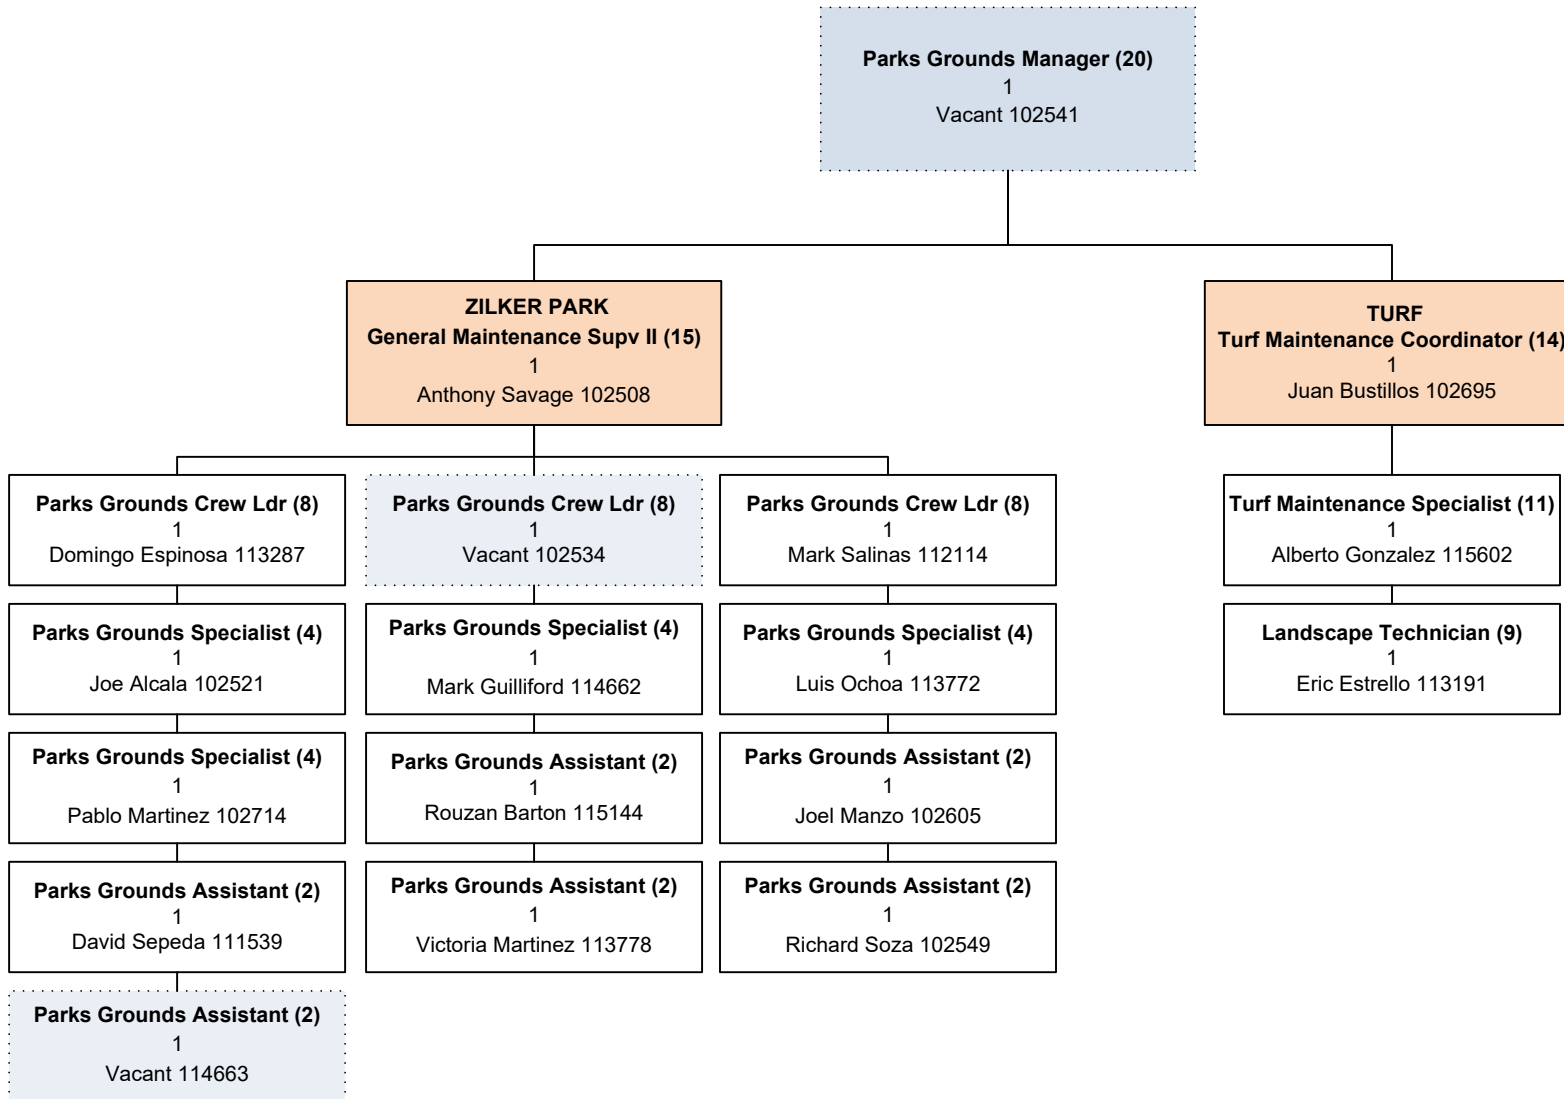 Parks Grounds Manager (20)
1
Vacant 102541
ZILKER PARK
General Maintenance Supv II (15)
1
Anthony Savage 102508
TURF
Turf Maintenance Coordinator (14)
1
Juan Bustillos 102695
Parks Grounds Crew Ldr (8)
1
Domingo Espinosa 113287
Parks Grounds Specialist (4)
1
Joe Alcala 102521
Parks Grounds Specialist (4)
1
Pablo Martinez 102714
Parks Grounds Assistant (2)
1
David Sepeda 111539
Parks Grounds Assistant (2)
1
Vacant 114663
Parks Grounds Crew Ldr (8)
1
Vacant 102534
Parks Grounds Specialist (4)
1
Mark Guilliford 114662
Parks Grounds Assistant (2)
1
Rouzan Barton 115144
Parks Grounds Assistant (2)
1
Victoria Martinez 113778
Parks Grounds Crew Ldr (8)
1
Mark Salinas 112114
Parks Grounds Specialist (4)
1
Luis Ochoa 113772
Parks Grounds Assistant (2)
1
Joel Manzo 102605
Parks Grounds Assistant (2)
1
Richard Soza 102549
Turf Maintenance Specialist (11)
1
Alberto Gonzalez 115602
Landscape Technician (9)
1
Eric Estrello 113191